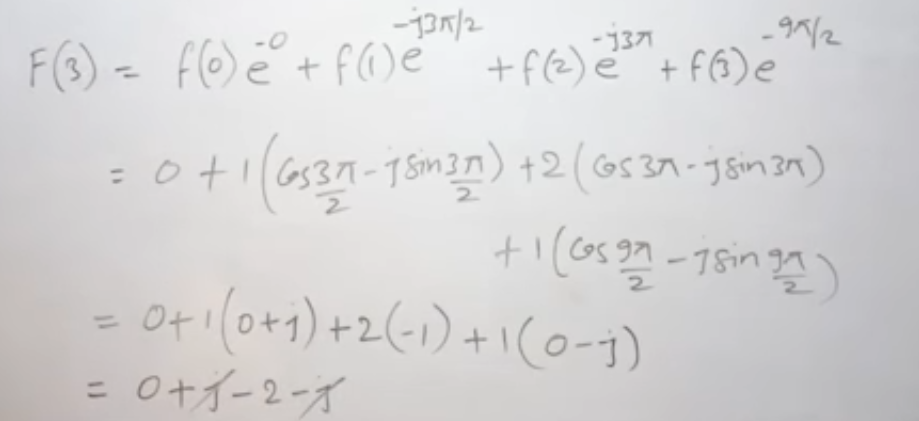 F(3) = f(0) e^{-0} + f(1) e^{-j3π/2} + f(2) e^{-j3π} + f(3) e^{-9π/2}
= 0 + 1 (Cos 3π/2 - j Sin 3π/2) + 2 (Cos 3π - j Sin 3π)
+ 1 (Cos 9π/2 - j Sin 9π/2)
= 0 + 1 (0 + j) + 2 (-1) + 1 (0 - j)
= 0 + j - 2 - j